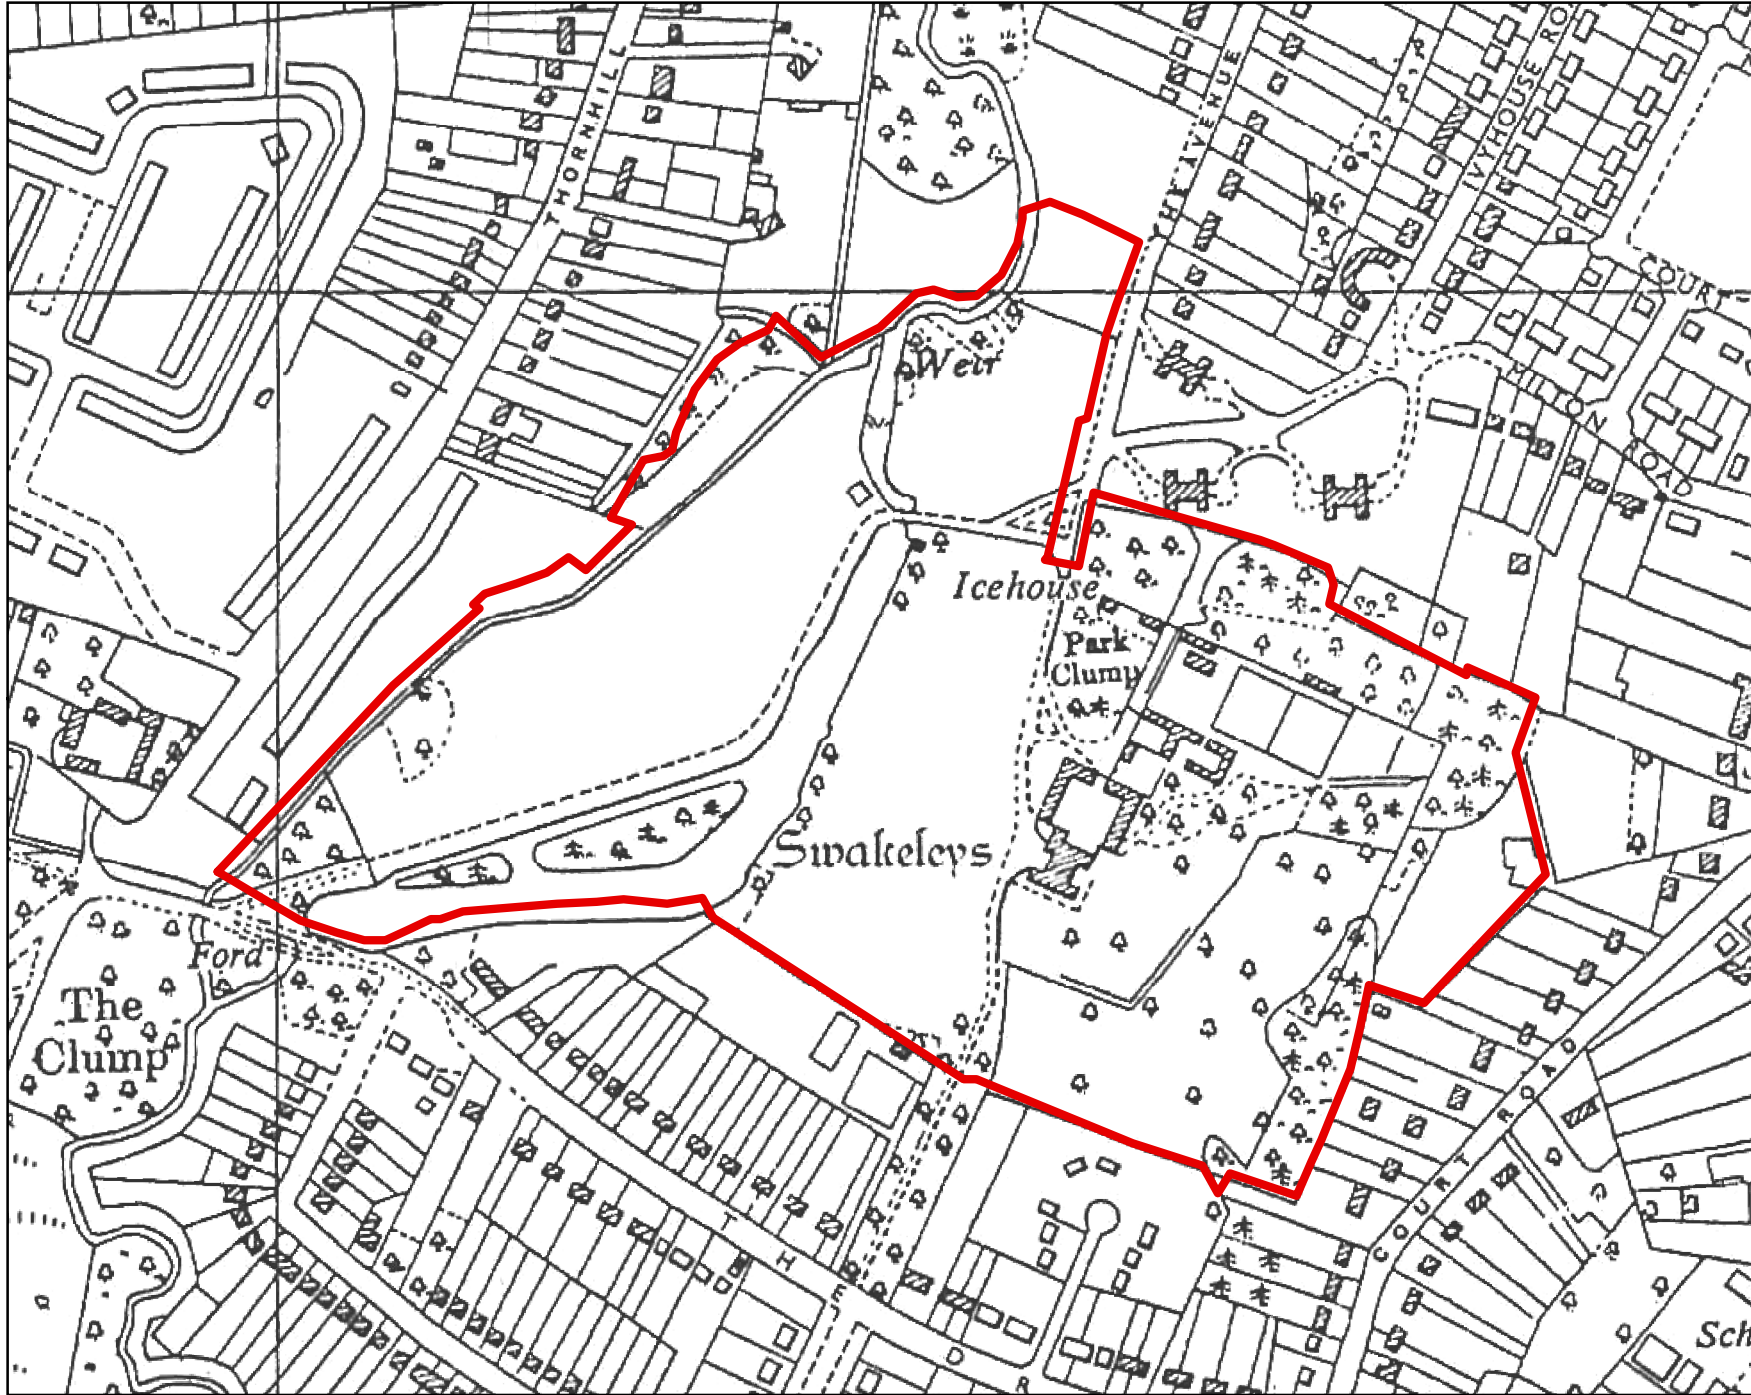 THORNHILL
THE AVENUE
IVYHOUSE RO
COURT-
MILTON ROAD
Weir
Icehouse
Park
Clump
Swakeleys
Ford
The
Clump
COURT ROAD
THE
D R
Sch